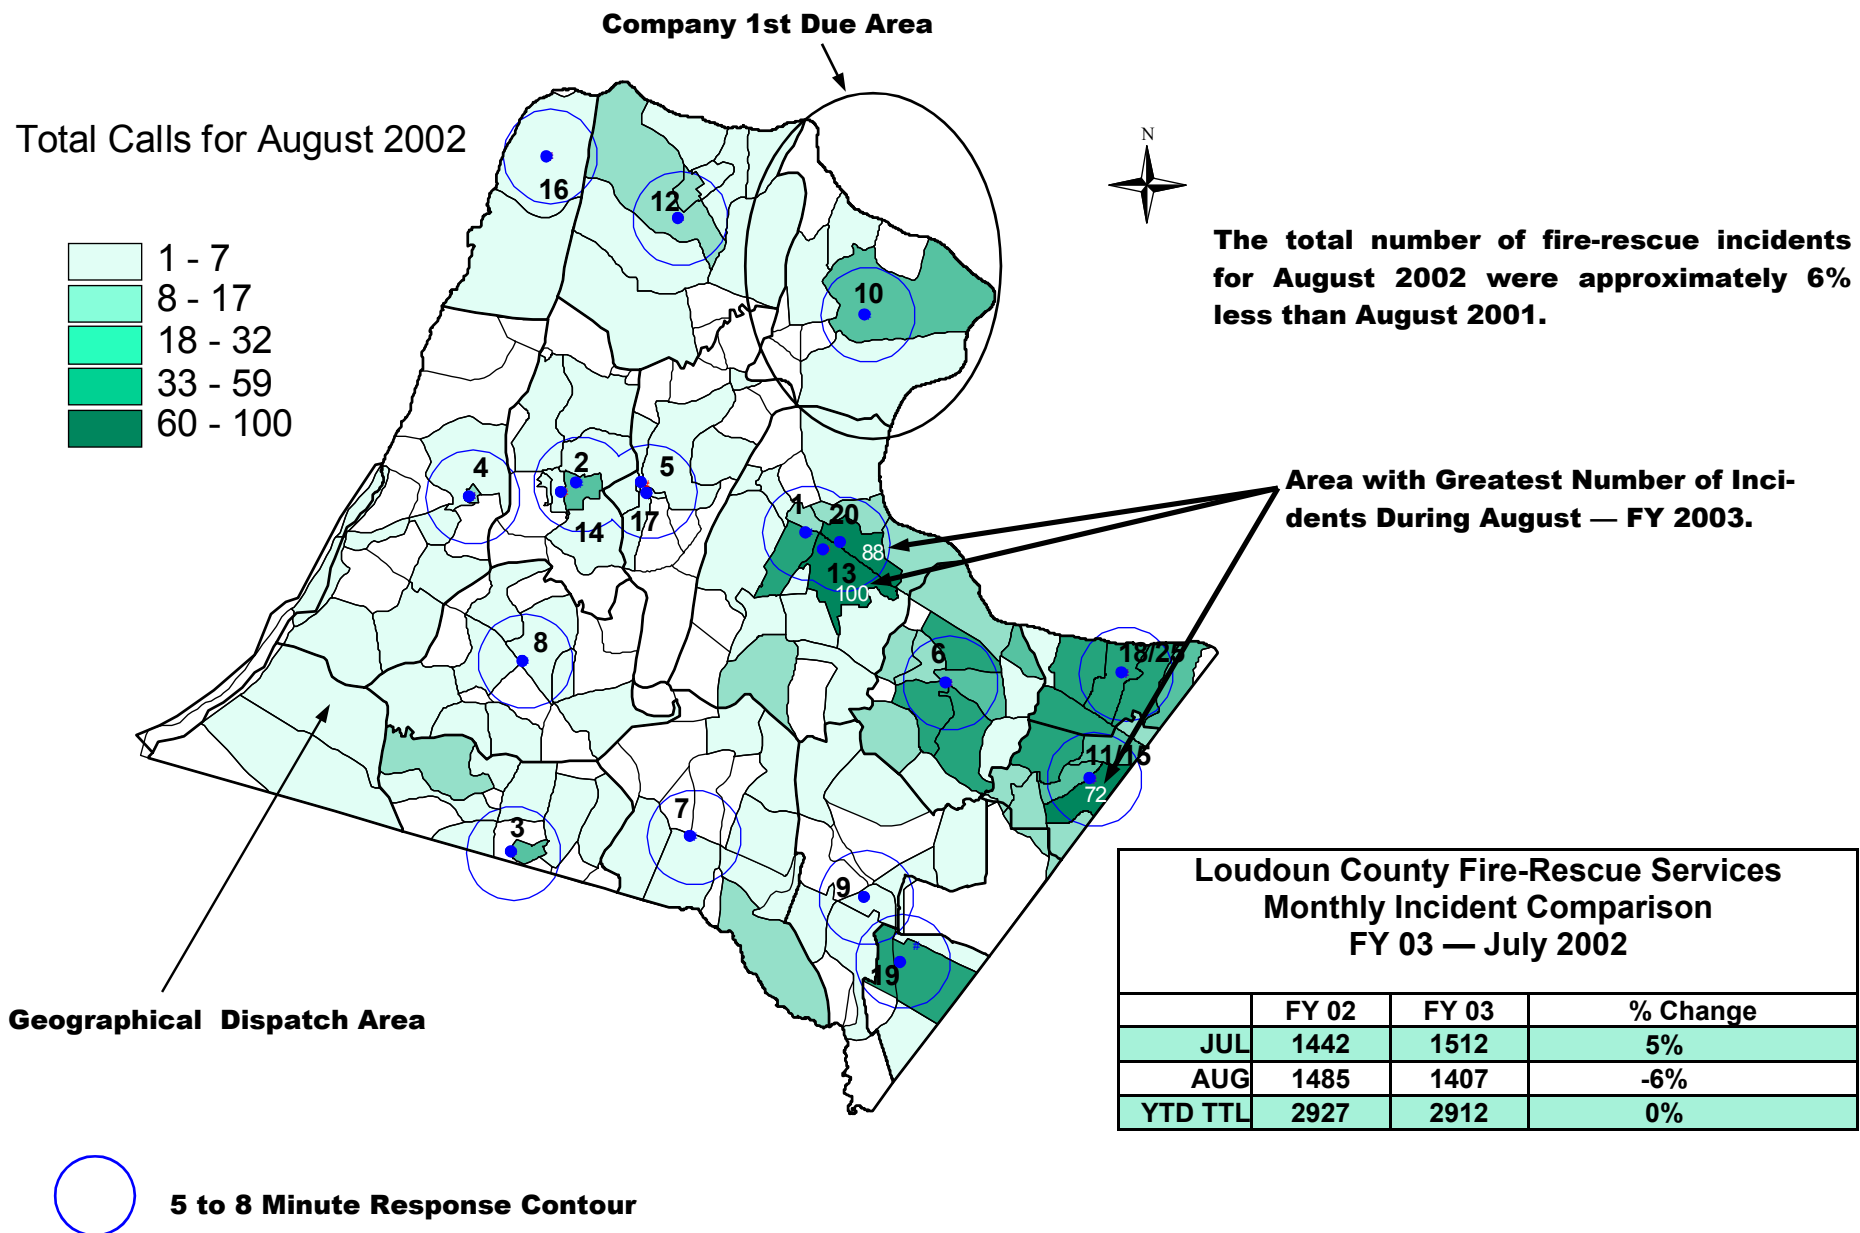 Company 1st Due Area
Total Calls for August 2002
N
1 - 7
8 - 17
18 - 32
33 - 59
60 - 100
The total number of fire-rescue incidents
for August 2002 were approximately 6%
less than August 2001.
16
12
10
4
2
5
14
17
1
20
88
13
100
Area with Greatest Number of Inci-
dents During August — FY 2003.
8
6
18/25
11/15
72
3
7
9
19
#
Geographical Dispatch Area
Loudoun County Fire-Rescue Services
Monthly Incident Comparison
FY 03 — July 2002
FY 02 FY 03 % Change
JUL 1442 1512 5%
AUG 1485 1407 -6%
YTD TTL 2927 2912 0%
5 to 8 Minute Response Contour